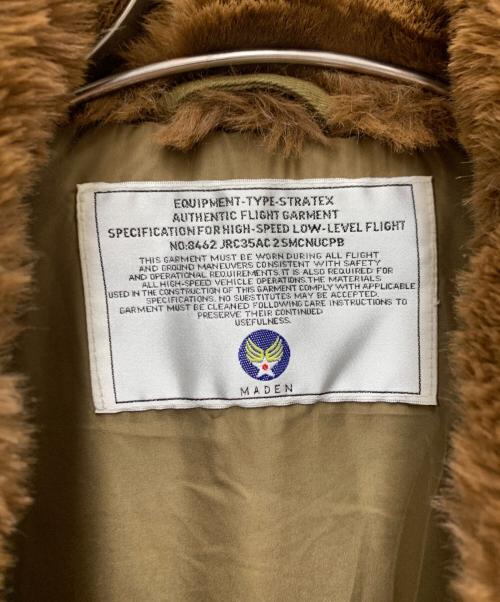 EQUIPMENT-TYPE-STRATEX
AUTHENTIC FLIGHT GARMENT
SPECIFICATION FOR HIGH-SPEED LOW-LEVEL FLIGHT
NO:8462 JRC35AC 2 SMCNUCPB
THIS GARMENT MUST BE WORN DURING ALL FLIGHT
AND GROUND MANEUVERS CONSISTENT WITH SAFETY
AND OPERATIONAL REQUIREMENTS. IT IS ALSO REQUIRED FOR
ALL HIGH-SPEED VEHICLE OPERATIONS. THE MATERIALS
USED IN THE CONSTRUCTION OF THIS GARMENT COMPLY WITH APPLICABLE
SPECIFICATIONS. NO SUBSTITUTES MAY BE ACCEPTED.
GARMENT MUST BE CLEANED FOLLOWING CARE INSTRUCTIONS TO
PRESERVE THEIR CONTINUED
USEFULNESS.
MADEN